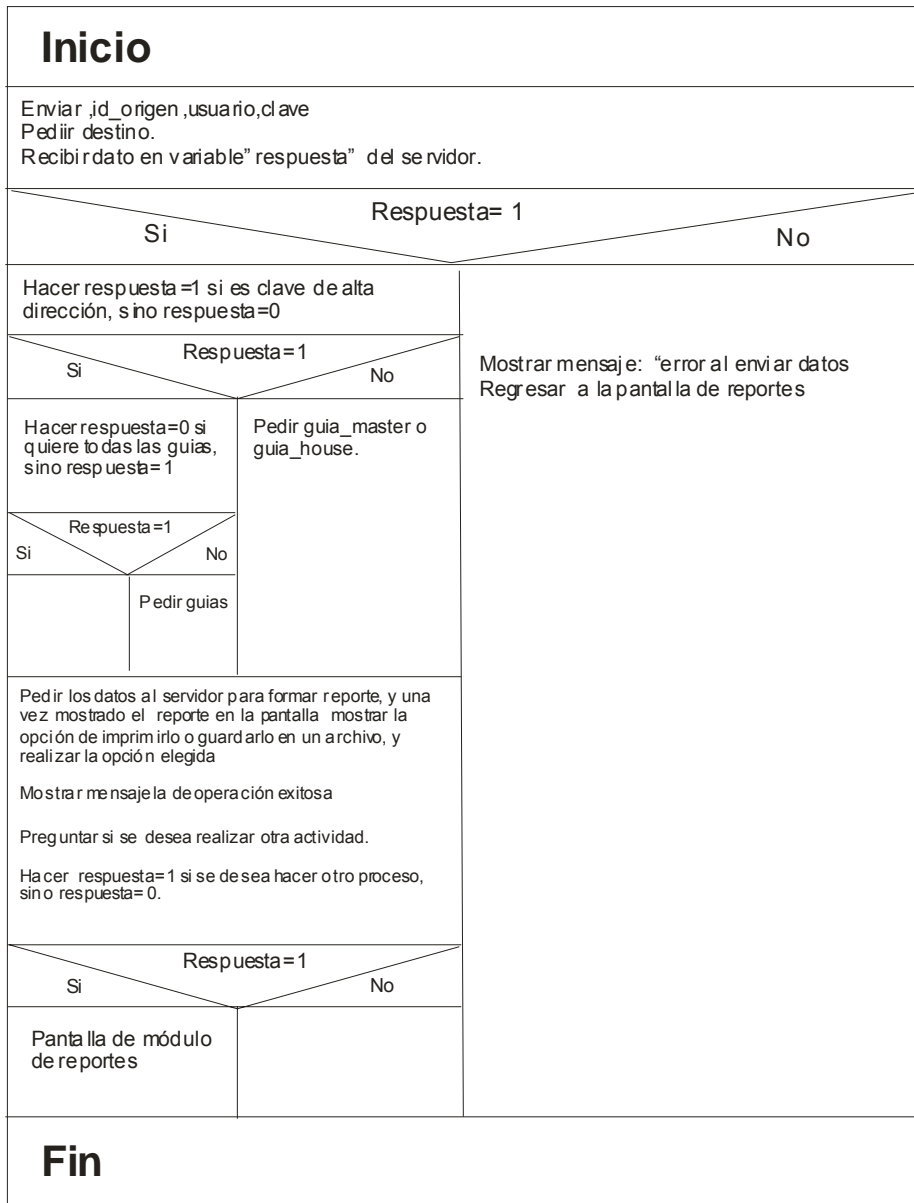 Inicio
Enviar ,id_origen ,usuario,clave
Pediir destino.
Recibir dato en variable” respuesta” del servidor.
Respuesta= 1
Si
No
Hacer respuesta =1 si es clave de alta
dirección, sino respuesta=0
Respuesta=1
Si
No
Mostrar mensaje: “error al enviar datos
Regresar a la pantalla de reportes
Hacer respuesta=0 si
quiere todas las guias,
sino respuesta= 1
Pedir guia_master o
guia_house.
Respuesta=1
Si
No
Pedir guias
Pedir los datos al servidor para formar reporte, y una
vez mostrado el reporte en la pantalla mostrar la
opción de imprimirlo o guardarlo en un archivo, y
realizar la opción elegida
Mostrar mensaje la de operación exitosa
Preguntar si se desea realizar otra actividad.
Hacer respuesta=1 si se desea hacer otro proceso,
sino respuesta= 0.
Respuesta=1
Si
No
Pantalla de módulo
de reportes
Fin